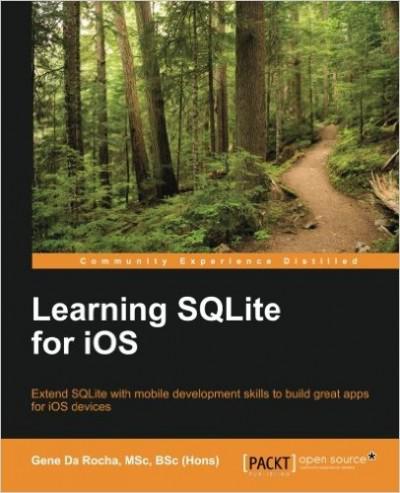 Community Experience Distilled
Learning SQLite
for iOS
Extend SQLite with mobile development skills to build great apps
for iOS devices
Gene Da Rocha, MSc, BSc (Hons)
[PACKT] open source*
PUBLISHING